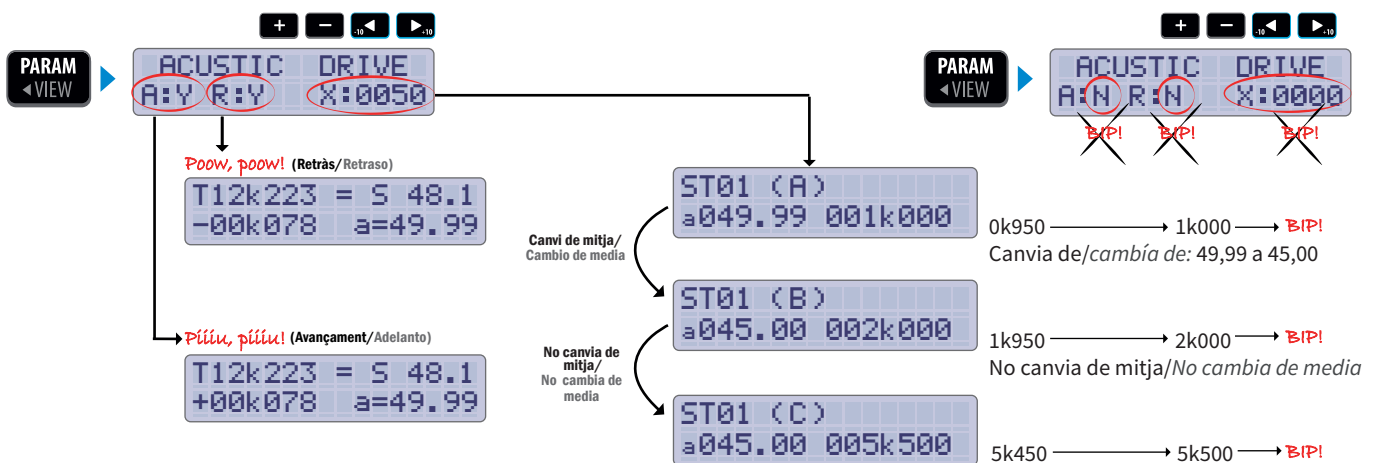 + − -10◄ ►+10
PARAM
◄VIEW
ACUSTIC DRIVE
A:Y R:Y X:0050
Poow, poow! (Retràs/Retraso)
T12k223 = S 48.1
-00k078 a=49.99
Pííiu, pííiu! (Avançament/Adelanto)
T12k223 = S 48.1
+00k078 a=49.99
Canvi de mitja/
Cambio de media
No canvia de
mitja/
No cambia de
media
ST01 (A)
a049.99 001k000
ST01 (B)
a045.00 002k000
ST01 (C)
a045.00 005k500
+ − -10◄ ►+10
PARAM
◄VIEW
ACUSTIC DRIVE
A:N R:N X:0000
BIP! BIP! BIP!
0k950 1k000 BIP!
Canvia de/cambía de: 49,99 a 45,00
1k950 2k000 BIP!
No canvia de mitja/No cambia de media
5k450 5k500 BIP!